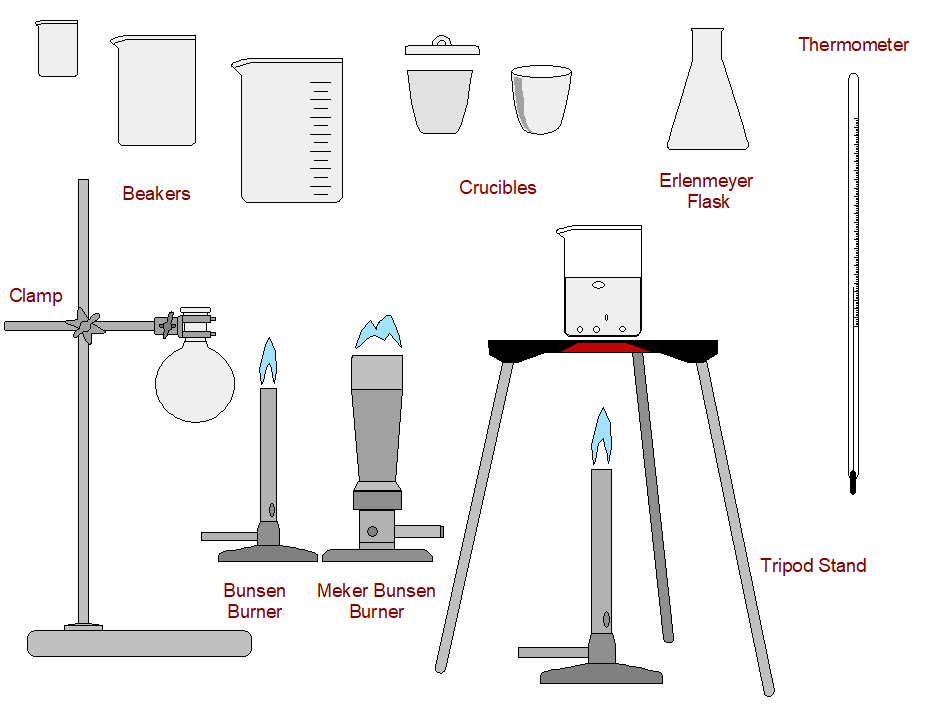 Thermometer
Beakers
Crucibles
Erlenmeyer
Flask
Clamp
Bunsen
Burner
Meker Bunsen
Burner
Tripod Stand